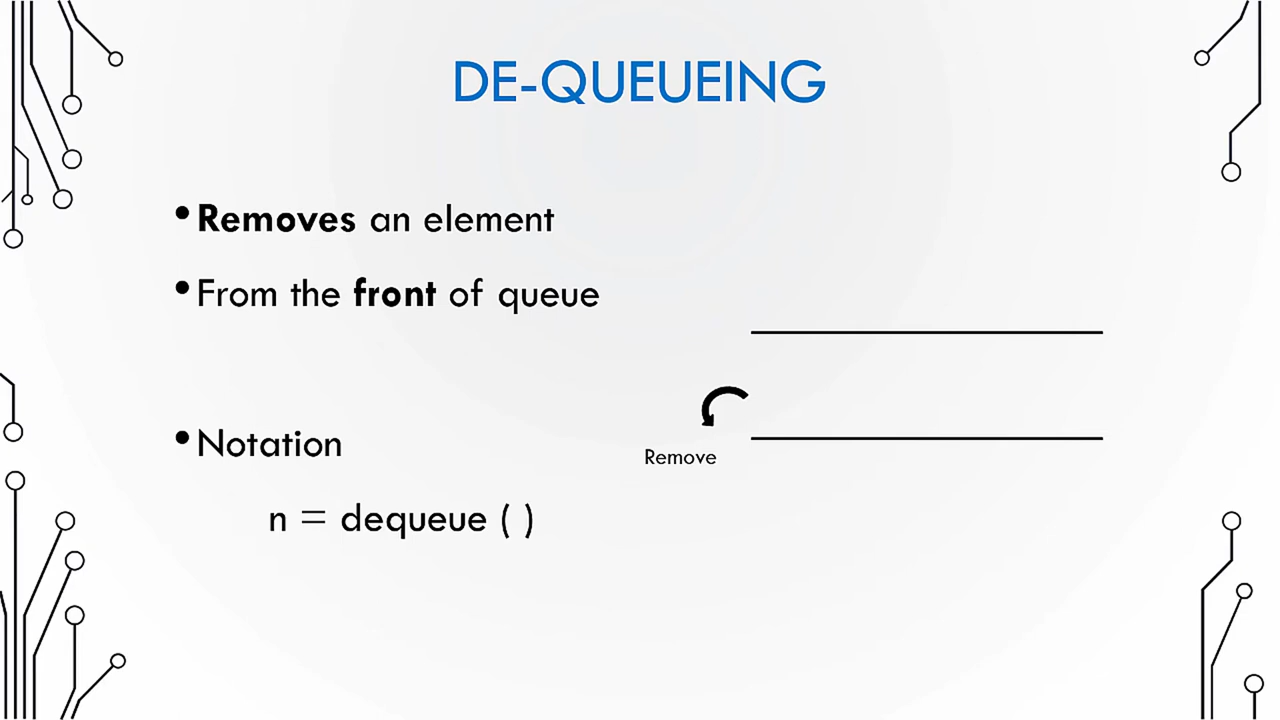 DE-QUEUEING
• Removes an element
• From the front of queue
• Notation
n = dequeue ( )
Remove